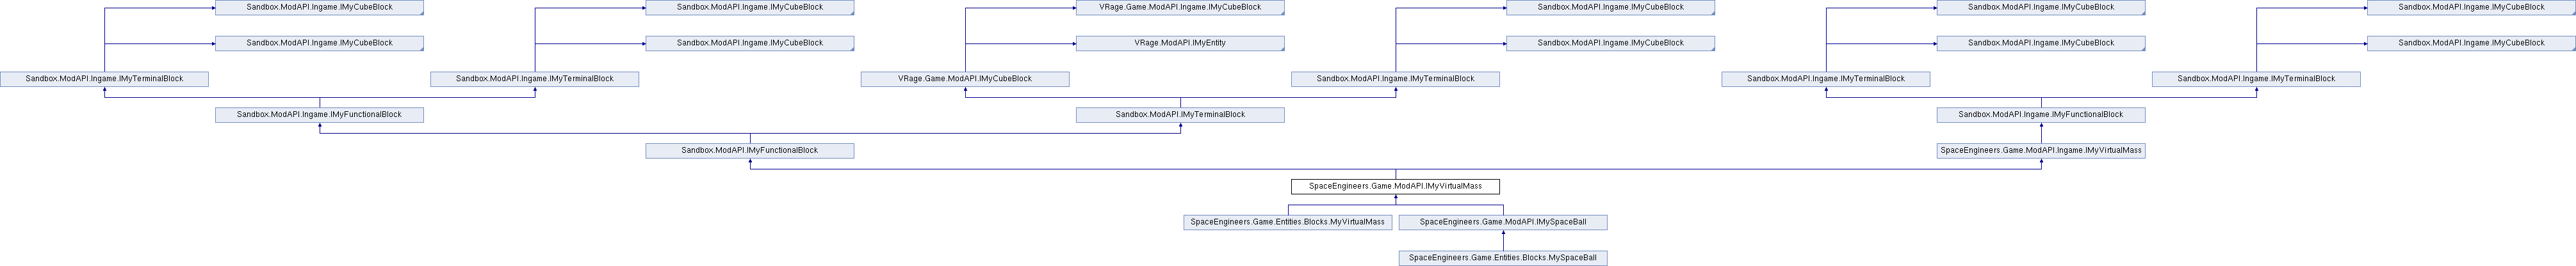 Sandbox.ModAPI.Ingame.IMyCubeBlock
Sandbox.ModAPI.Ingame.IMyCubeBlock
VRage.Game.ModAPI.Ingame.IMyCubeBlock
Sandbox.ModAPI.Ingame.IMyCubeBlock
Sandbox.ModAPI.Ingame.IMyCubeBlock
Sandbox.ModAPI.Ingame.IMyCubeBlock
Sandbox.ModAPI.Ingame.IMyCubeBlock
Sandbox.ModAPI.Ingame.IMyCubeBlock
VRage.ModAPI.IMyEntity
Sandbox.ModAPI.Ingame.IMyCubeBlock
Sandbox.ModAPI.Ingame.IMyCubeBlock
Sandbox.ModAPI.Ingame.IMyCubeBlock
Sandbox.ModAPI.Ingame.IMyTerminalBlock
Sandbox.ModAPI.Ingame.IMyTerminalBlock
VRage.Game.ModAPI.IMyCubeBlock
Sandbox.ModAPI.Ingame.IMyTerminalBlock
Sandbox.ModAPI.Ingame.IMyTerminalBlock
Sandbox.ModAPI.Ingame.IMyTerminalBlock
Sandbox.ModAPI.Ingame.IMyFunctionalBlock
Sandbox.ModAPI.IMyTerminalBlock
Sandbox.ModAPI.Ingame.IMyFunctionalBlock
Sandbox.ModAPI.IMyFunctionalBlock
SpaceEngineers.Game.ModAPI.Ingame.IMyVirtualMass
SpaceEngineers.Game.ModAPI.IMyVirtualMass
SpaceEngineers.Game.Entities.Blocks.MyVirtualMass
SpaceEngineers.Game.ModAPI.IMySpaceBall
SpaceEngineers.Game.Entities.Blocks.MySpaceBall